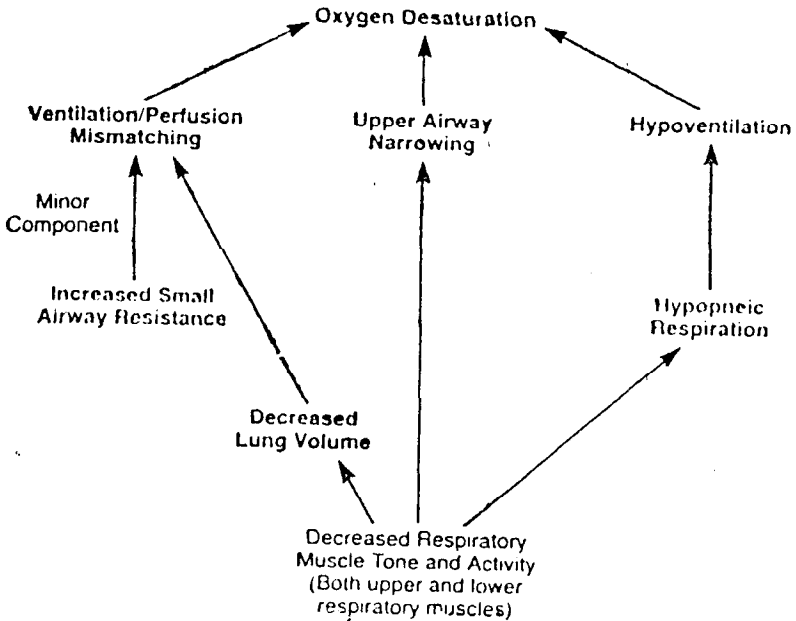 Oxygen Desaturation
Ventilation/Perfusion
Mismatching
Upper Airway
Narrowing
Hypoventilation
Minor
Component
Increased Small
Airway Resistance
Hypopneic
Respiration
Decreased
Lung Volume
Decreased Respiratory
Muscle Tone and Activity
(Both upper and lower
respiratory muscles)